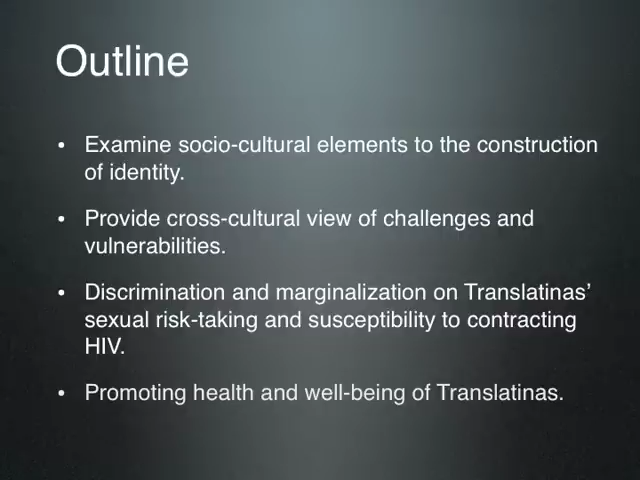 Outline
• Examine socio-cultural elements to the construction
of identity.
• Provide cross-cultural view of challenges and
vulnerabilities.
• Discrimination and marginalization on Translatinas’
sexual risk-taking and susceptibility to contracting
HIV.
• Promoting health and well-being of Translatinas.